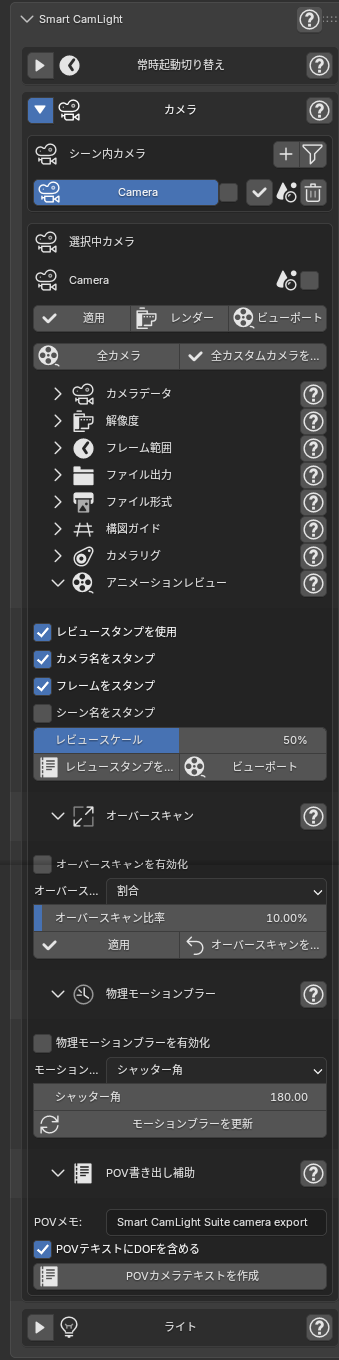 Smart CamLight
常時起動切り替え
カメラ
シーン内カメラ
Camera
選択中カメラ
Camera
適用 レンダー ビューポート
全カメラ 全カスタムカメラを...
カメラデータ
解像度
フレーム範囲
ファイル出力
ファイル形式
構図ガイド
カメラリグ
アニメーションレビュー
レビュースタンプを使用
カメラ名をスタンプ
フレームをスタンプ
シーン名をスタンプ
レビュースケール 50%
レビュースタンプを... ビューポート
オーバースキャン
オーバースキャンを有効化
オーバース... 割合
オーバースキャン比率 10.00%
適用 オーバースキャンを...
物理モーションブラー
物理モーションブラーを有効化
モーション... シャッター角
シャッター角 180.00
モーションブラーを更新
POV書き出し補助
POVメモ: Smart CamLight Suite camera export
POVテキストにDOFを含める
POVカメラテキストを作成
ライト